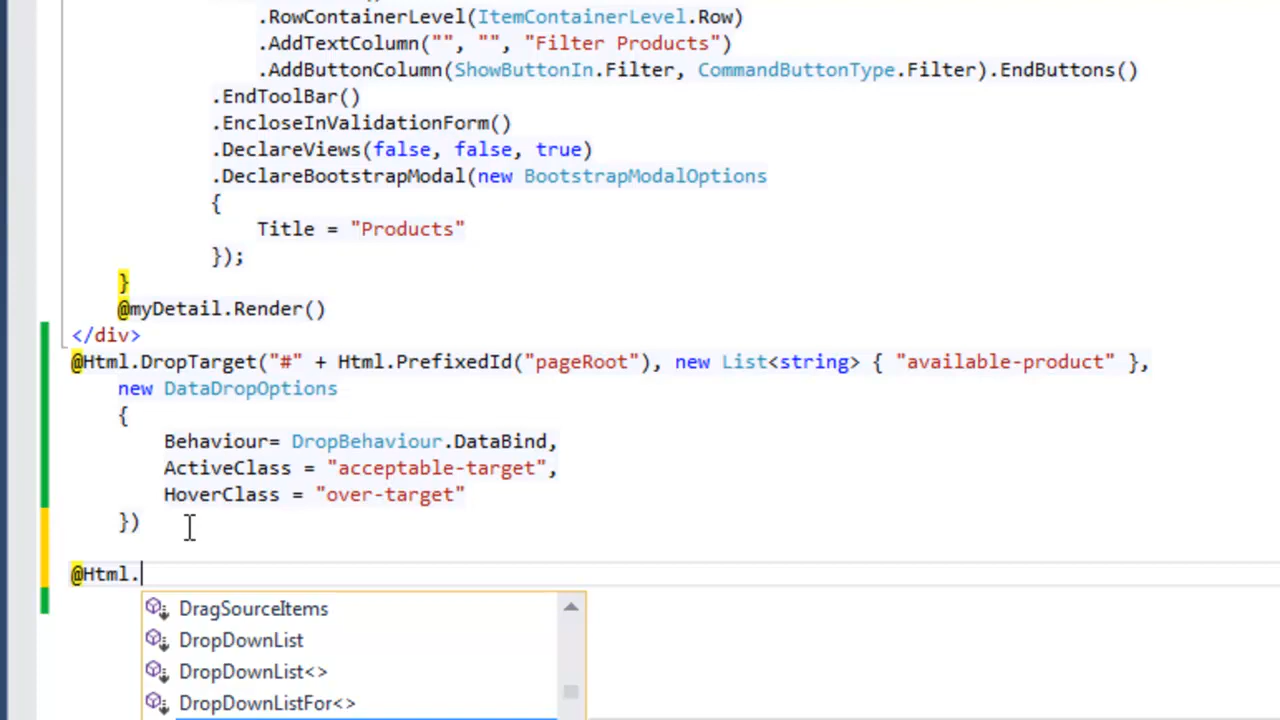 .RowContainerLevel(ItemContainerLevel.Row)
.AddTextColumn("", "", "Filter Products")
.AddButtonColumn(ShowButtonIn.Filter, CommandButtonType.Filter).EndButtons()
.EndToolBar()
.EncloseInValidationForm()
.DeclareViews(false, false, true)
.DeclareBootstrapModal(new BootstrapModalOptions
{
Title = "Products"
});
}
@myDetail.Render()
</div>
@Html.DropTarget("#" + Html.PrefixedId("pageRoot"), new List<string> { "available-product" },
new DataDropOptions
{
Behaviour= DropBehaviour.DataBind,
ActiveClass = "acceptable-target",
HoverClass = "over-target"
})
@Html.
DragSourceItems
DropDownList
DropDownList<>
DropDownListFor<>